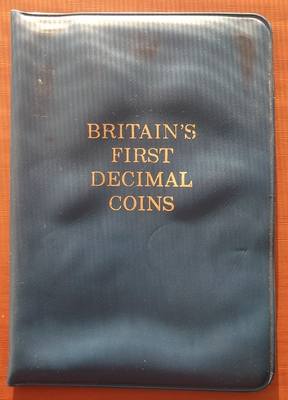 BRITAIN'S
FIRST
DECIMAL
COINS